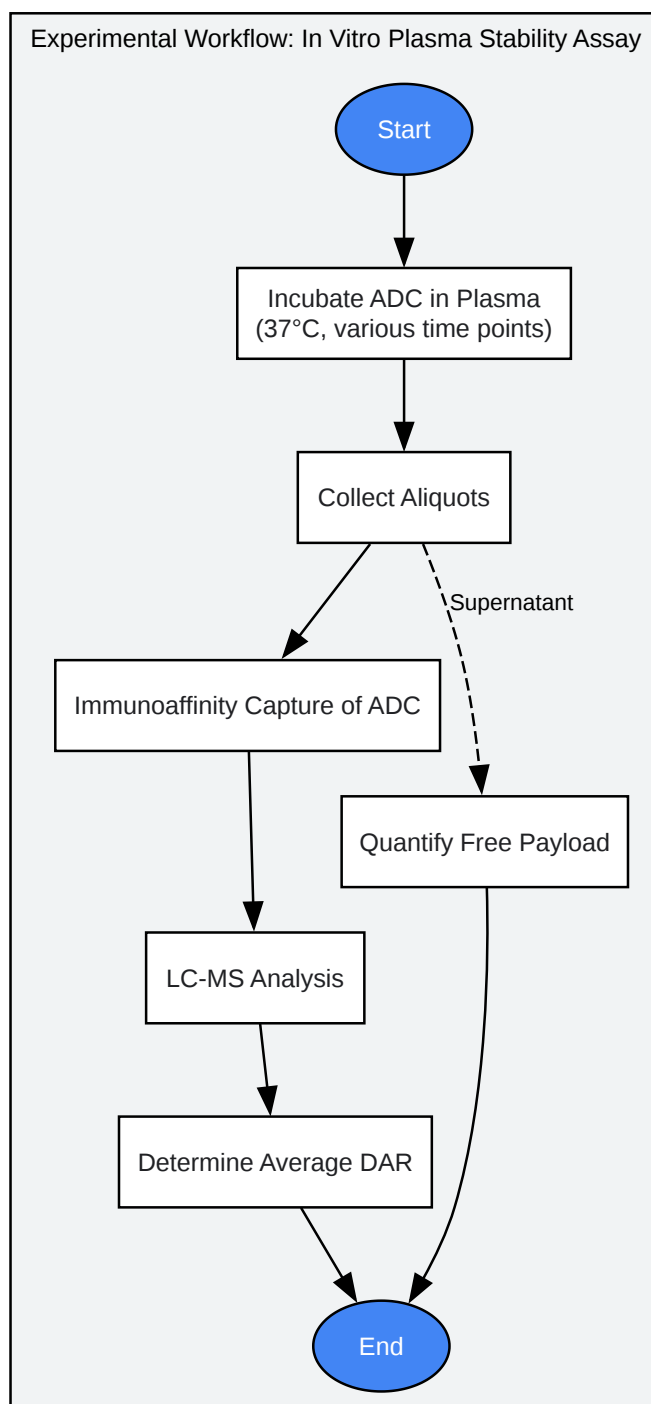 Experimental Workflow: In Vitro Plasma Stability Assay
Start
Incubate ADC in Plasma
(37°C, various time points)
Collect Aliquots
Supernatant
Immunoaffinity Capture of ADC
Quantify Free Payload
LC-MS Analysis
Determine Average DAR
End